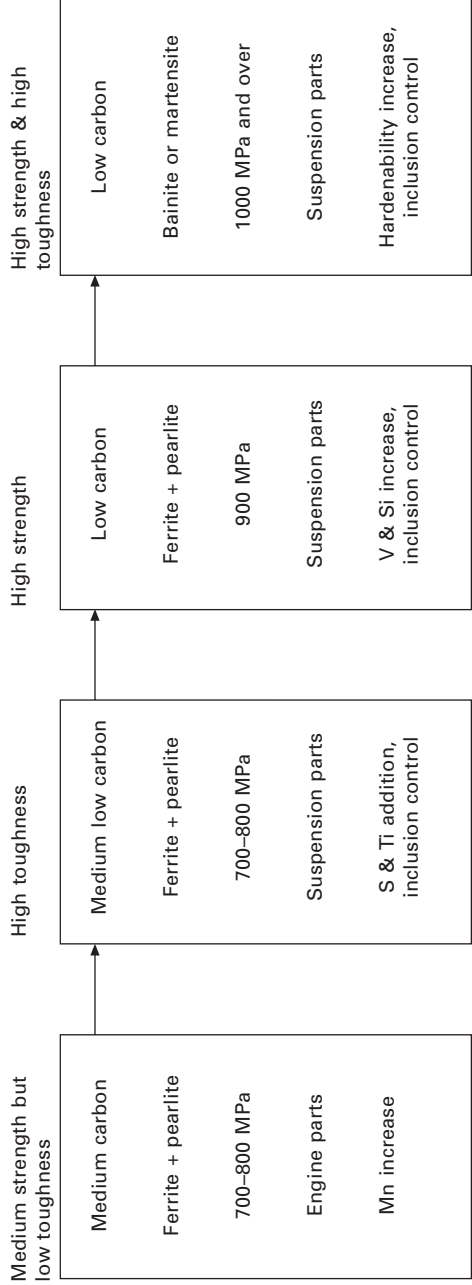 Medium strength but
low toughness
Medium carbon
Ferrite + pearlite
700–800 MPa
Engine parts
Mn increase
High toughness
Medium low carbon
Ferrite + pearlite
700–800 MPa
Suspension parts
S & Ti addition,
inclusion control
High strength
Low carbon
Ferrite + pearlite
900 MPa
Suspension parts
V & Si increase,
inclusion control
High strength & high
toughness
Low carbon
Bainite or martensite
1000 MPa and over
Suspension parts
Hardenability increase,
inclusion control